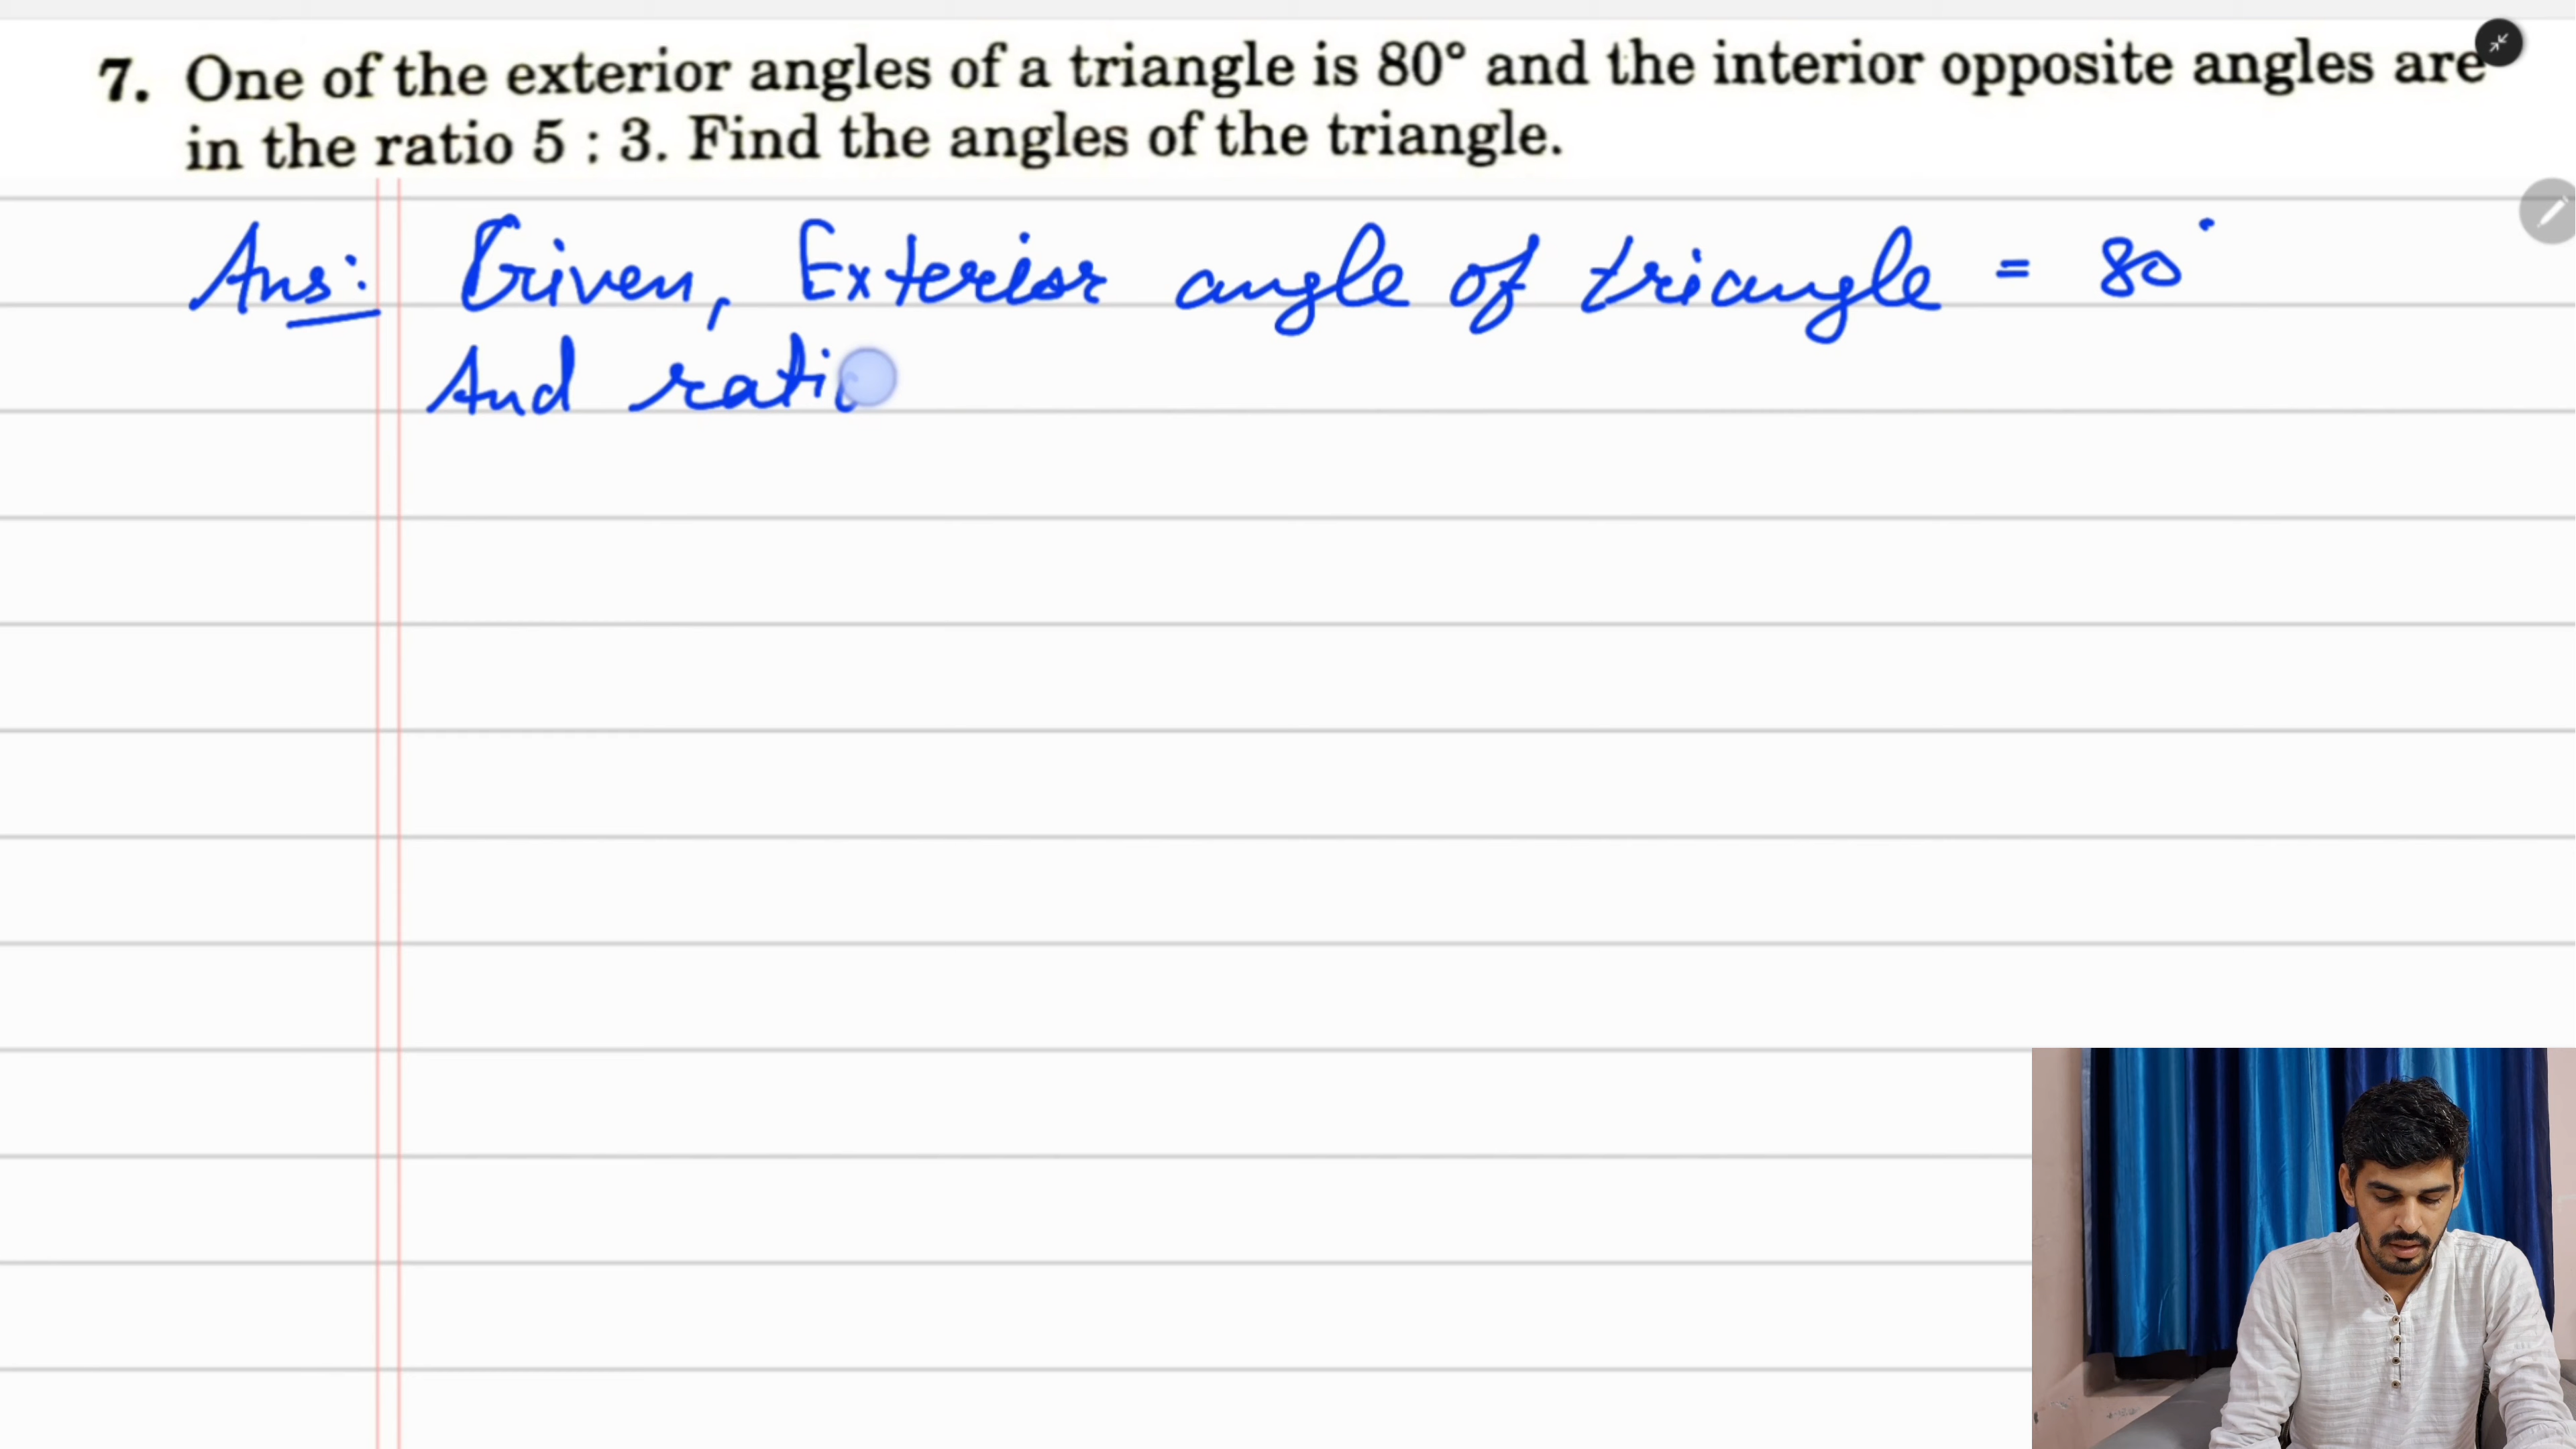 7. One of the exterior angles of a triangle is 80° and the interior opposite angles are
in the ratio 5 : 3. Find the angles of the triangle.
Ans: Given, Exterior angle of triangle = 80°
And ratio